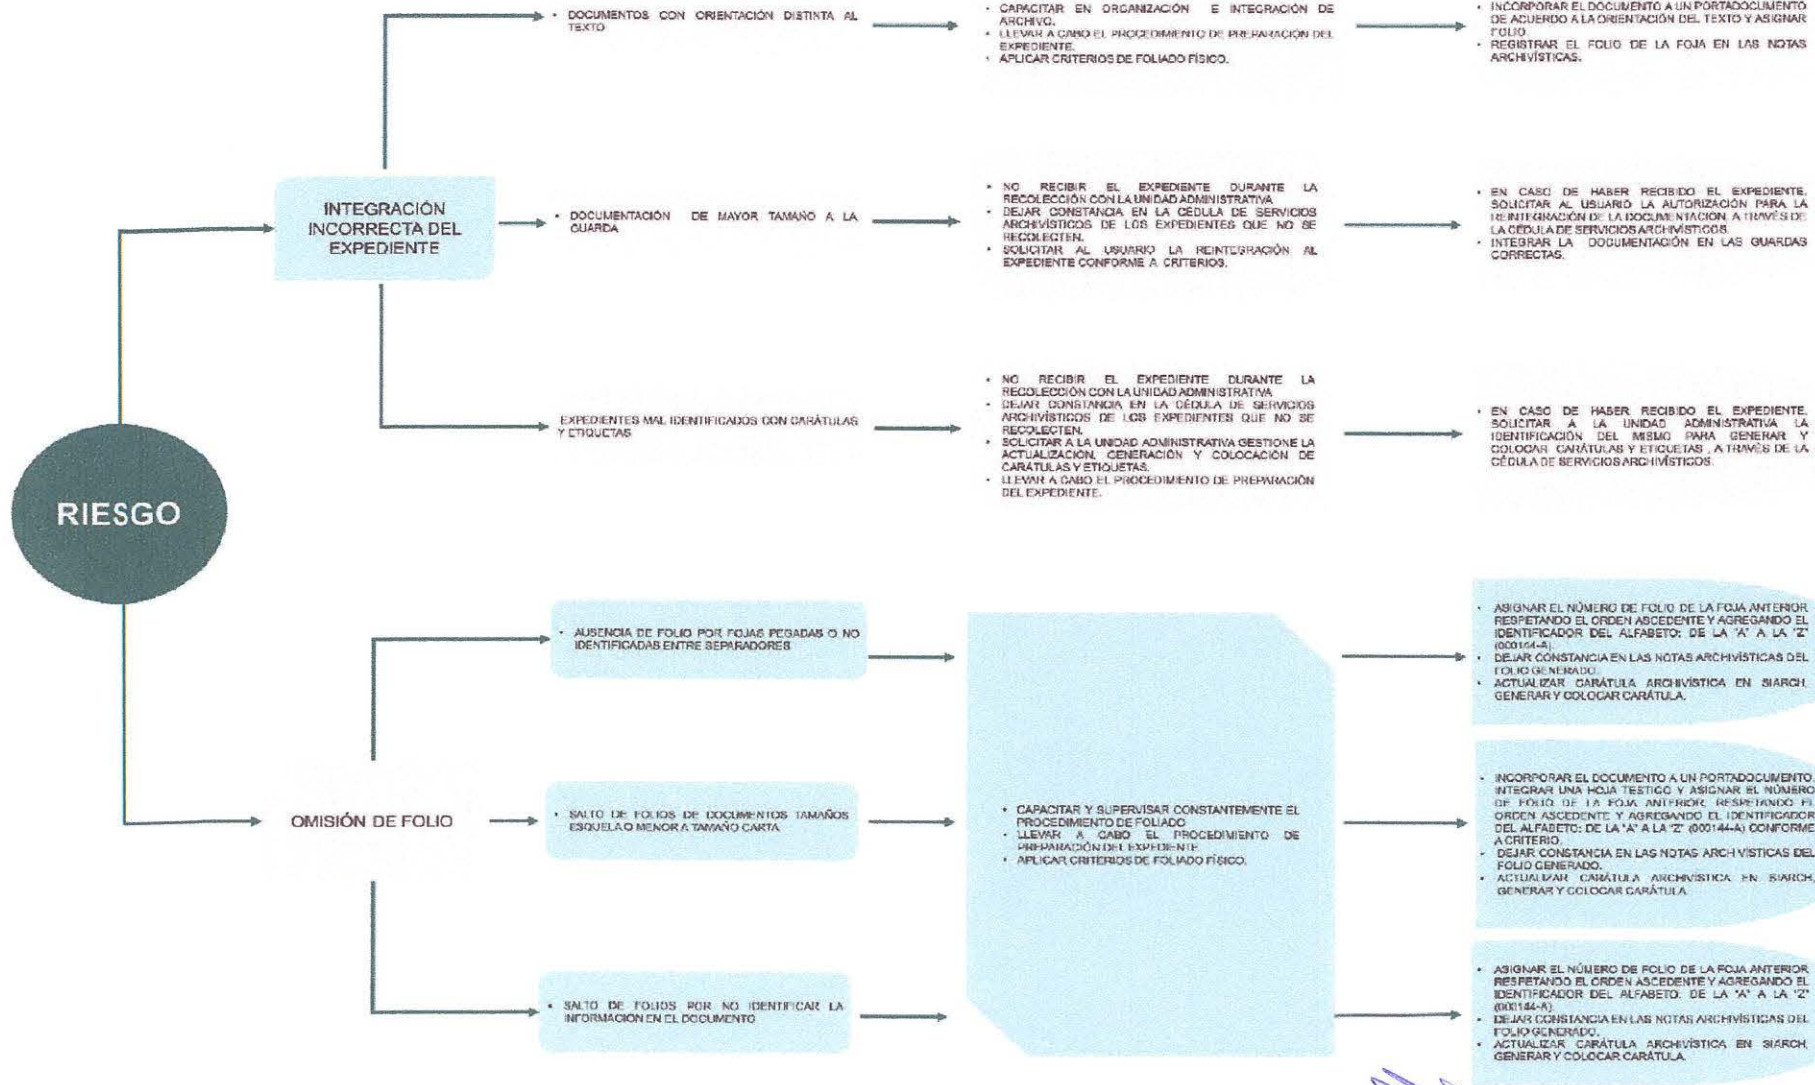 RIESGO
INTEGRACIÓN
INCORRECTA DEL
EXPEDIENTE
• DOCUMENTOS CON ORIENTACIÓN DISTINTA AL
TEXTO
• CAPACITAR EN ORGANIZACIÓN E INTEGRACIÓN DE
ARCHIVO.
• LLEVAR A CABO EL PROCEDIMIENTO DE PREPARACIÓN DEL
EXPEDIENTE.
• APLICAR CRITERIOS DE FOLIADO FÍSICO.
• INCORPORAR EL DOCUMENTO A UN PORTADOCUMENTO
DE ACUERDO A LA ORIENTACIÓN DEL TEXTO Y ASIGNAR
FOLIO.
• REGISTRAR EL FOLIO DE LA FOJA EN LAS NOTAS
ARCHIVÍSTICAS.
• DOCUMENTACIÓN DE MAYOR TAMAÑO A LA
GUARDA
• NO RECIBIR EL EXPEDIENTE DURANTE LA
RECOLECCIÓN CON LA UNIDAD ADMINISTRATIVA
• DEJAR CONSTANCIA EN LA CÉDULA DE SERVICIOS
ARCHIVÍSTICOS DE LOS EXPEDIENTES QUE NO SE
RECOLECTEN.
• SOLICITAR AL USUARIO LA REINTEGRACIÓN AL
EXPEDIENTE CONFORME A CRITERIOS.
• EN CASO DE HABER RECIBIDO EL EXPEDIENTE,
SOLICITAR AL USUARIO LA AUTORIZACIÓN PARA LA
REINTEGRACIÓN DE LA DOCUMENTACIÓN, A TRAVÉS DE
LA CÉDULA DE SERVICIOS ARCHIVÍSTICOS.
• INTEGRAR LA DOCUMENTACIÓN EN LAS GUARDAS
CORRECTAS.
EXPEDIENTES MAL IDENTIFICADOS CON CARÁTULAS
Y ETIQUETAS
• NO RECIBIR EL EXPEDIENTE DURANTE LA
RECOLECCIÓN CON LA UNIDAD ADMINISTRATIVA
• DEJAR CONSTANCIA EN LA CÉDULA DE SERVICIOS
ARCHIVÍSTICOS DE LOS EXPEDIENTES QUE NO SE
RECOLECTEN.
• SOLICITAR A LA UNIDAD ADMINISTRATIVA GESTIONE LA
ACTUALIZACIÓN, GENERACIÓN Y COLOCACIÓN DE
CARÁTULAS Y ETIQUETAS.
• LLEVAR A CABO EL PROCEDIMIENTO DE PREPARACIÓN
DEL EXPEDIENTE.
• EN CASO DE HABER RECIBIDO EL EXPEDIENTE,
SOLICITAR A LA UNIDAD ADMINISTRATIVA LA
IDENTIFICACIÓN DEL MISMO PARA GENERAR Y
COLOCAR CARÁTULAS Y ETIQUETAS , A TRAVÉS DE LA
CÉDULA DE SERVICIOS ARCHIVÍSTICOS.
OMISIÓN DE FOLIO
• AUSENCIA DE FOLIO POR FOJAS PEGADAS O NO
IDENTIFICADAS ENTRE SEPARADORES
• SALTO DE FOLIOS DE DOCUMENTOS TAMAÑOS
ESQUELA O MENOR A TAMAÑO CARTA
• SALTO DE FOLIOS POR NO IDENTIFICAR LA
INFORMACIÓN EN EL DOCUMENTO
• CAPACITAR Y SUPERVISAR CONSTANTEMENTE EL
PROCEDIMIENTO DE FOLIADO
• LLEVAR A CABO EL PROCEDIMIENTO DE
PREPARACIÓN DEL EXPEDIENTE
• APLICAR CRITERIOS DE FOLIADO FÍSICO.
• ASIGNAR EL NÚMERO DE FOLIO DE LA FOJA ANTERIOR
RESPETANDO EL ORDEN ASCEDENTE Y AGREGANDO EL
IDENTIFICADOR DEL ALFABETO: DE LA "A" A LA "Z"
(000144-A).
• DEJAR CONSTANCIA EN LAS NOTAS ARCHIVÍSTICAS DEL
FOLIO GENERADO.
• ACTUALIZAR CARÁTULA ARCHIVÍSTICA EN SIARCH,
GENERAR Y COLOCAR CARÁTULA.
• INCORPORAR EL DOCUMENTO A UN PORTADOCUMENTO,
INTEGRAR UNA HOJA TESTIGO Y ASIGNAR EL NÚMERO
DE FOLIO DE LA FOJA ANTERIOR, RESPETANDO EL
ORDEN ASCEDENTE Y AGREGANDO EL IDENTIFICADOR
DEL ALFABETO: DE LA "A" A LA "Z" (000144-A) CONFORME
A CRITERIO.
• DEJAR CONSTANCIA EN LAS NOTAS ARCHIVÍSTICAS DEL
FOLIO GENERADO.
• ACTUALIZAR CARÁTULA ARCHIVÍSTICA EN SIARCH,
GENERAR Y COLOCAR CARÁTULA
• ASIGNAR EL NÚMERO DE FOLIO DE LA FOJA ANTERIOR
RESPETANDO EL ORDEN ASCEDENTE Y AGREGANDO EL
IDENTIFICADOR DEL ALFABETO: DE LA "A" A LA "Z"
(000144-A).
• DEJAR CONSTANCIA EN LAS NOTAS ARCHIVÍSTICAS DEL
FOLIO GENERADO.
• ACTUALIZAR CARÁTULA ARCHIVÍSTICA EN SIARCH,
GENERAR Y COLOCAR CARÁTULA.